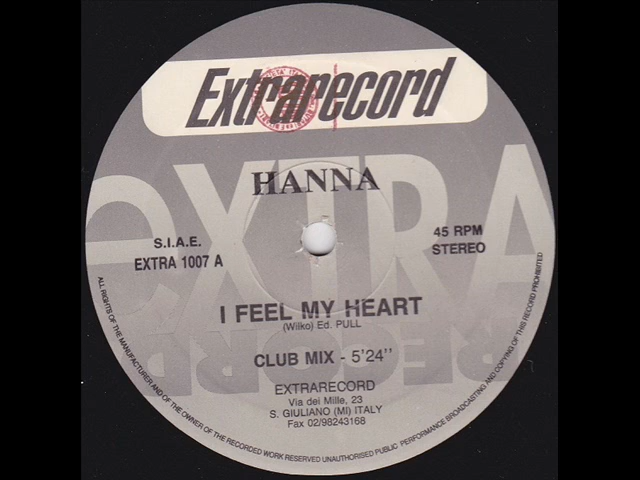 Extrarecord
HANNA
S.I.A.E.
EXTRA 1007 A
45 RPM
STEREO
eXTRA
RECORD
I FEEL MY HEART
(Wilko) Ed. PULL
CLUB MIX - 5'24''
EXTRARECORD
Via dei Mille, 23
S. GIULIANO (MI) ITALY
Fax 02/98243168
ALL RIGHTS OF THE MANUFACTURER AND OF THE OWNER OF THE RECORDED WORK RESERVED UNAUTHORISED PUBLIC PERFORMANCE BROADCASTING AND COPYING OF THIS RECORD PROHIBITED